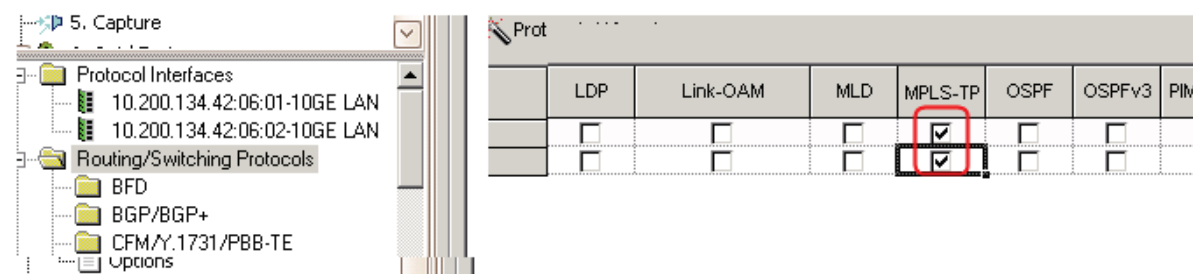 5. Capture
Protocol Interfaces
10.200.134.42:06:01-10GE LAN
10.200.134.42:06:02-10GE LAN
Routing/Switching Protocols
BFD
BGP/BGP+
CFM/Y.1731/PBB-TE
Options
Prot
LDP Link-OAM MLD MPLS-TP OSPF OSPFv3 PIM